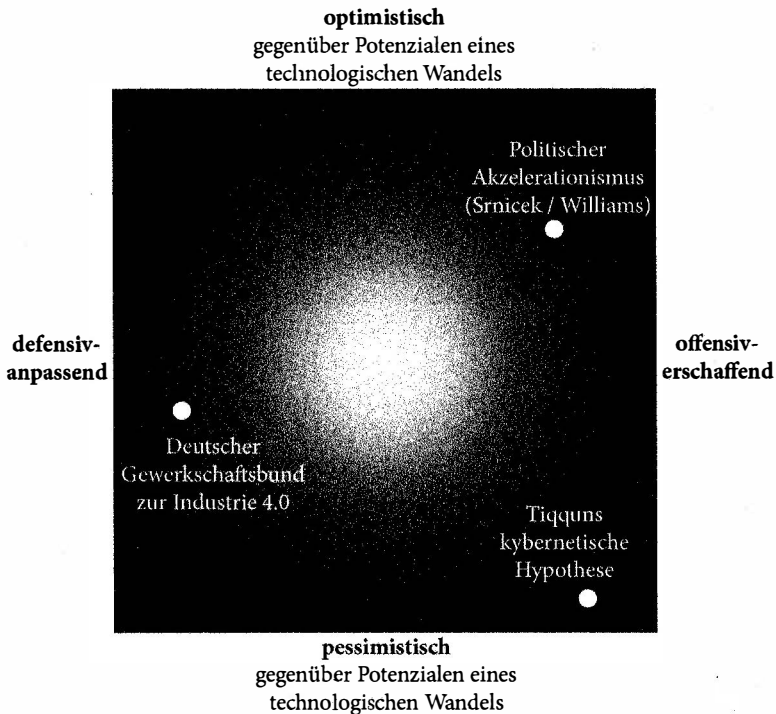 optimistisch
gegenüber Potenzialen eines
technologischen Wandels
Politischer
Akzelerationismus
(Srnicek / Williams)
defensiv-
anpassend
offensiv-
erschaffend
Deutscher
Gewerkschaftsbund
zur Industrie 4.0
Tiqquns
kybernetische
Hypothese
pessimistisch
gegenüber Potenzialen eines
technologischen Wandels